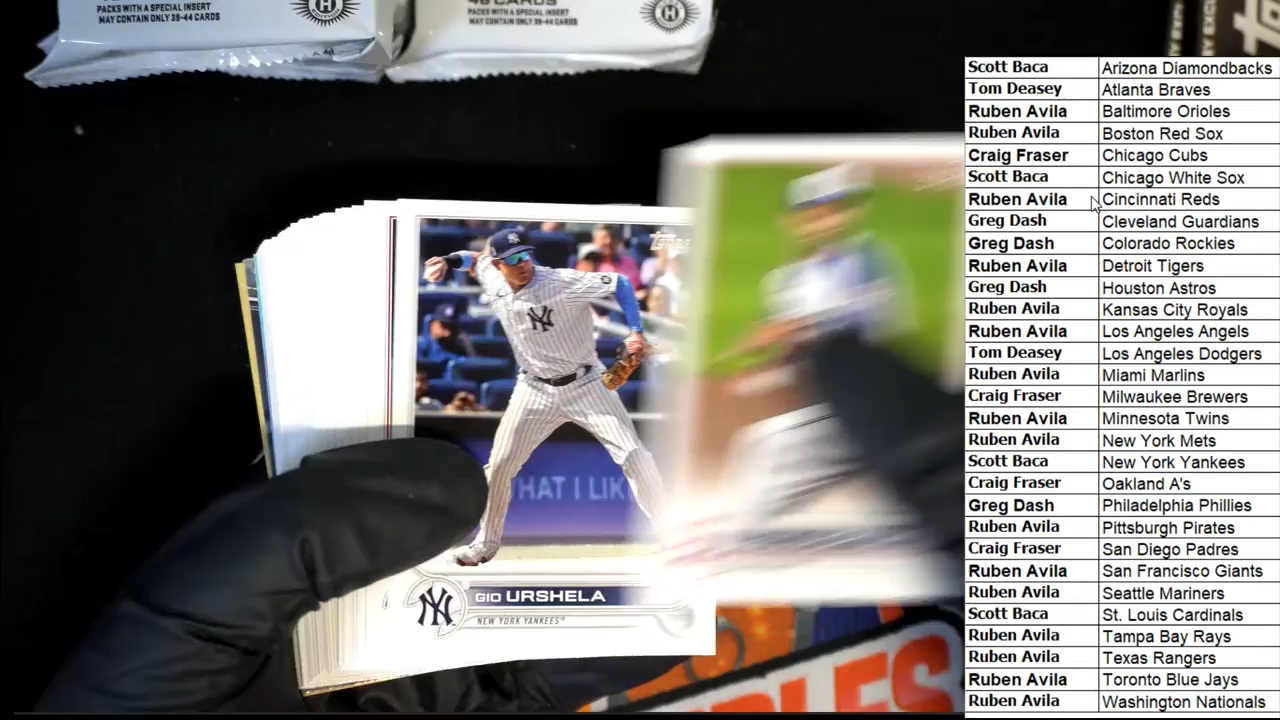 PACKS WITH A SPECIAL INSERT
MAY CONTAIN ONLY 39-44 CARDS
H
PACKS WITH A SPECIAL INSERT
MAY CONTAIN ONLY 39-44 CARDS
H
Topps
NY
HAT I LIK
NY
GIO URSHELA
NEW YORK YANKEES
Scott Baca Arizona Diamondbacks
Tom Deasey Atlanta Braves
Ruben Avila Baltimore Orioles
Ruben Avila Boston Red Sox
Craig Fraser Chicago Cubs
Scott Baca Chicago White Sox
Ruben Avila Cincinnati Reds
Greg Dash Cleveland Guardians
Greg Dash Colorado Rockies
Ruben Avila Detroit Tigers
Greg Dash Houston Astros
Ruben Avila Kansas City Royals
Ruben Avila Los Angeles Angels
Tom Deasey Los Angeles Dodgers
Ruben Avila Miami Marlins
Craig Fraser Milwaukee Brewers
Ruben Avila Minnesota Twins
Ruben Avila New York Mets
Scott Baca New York Yankees
Craig Fraser Oakland A's
Greg Dash Philadelphia Phillies
Ruben Avila Pittsburgh Pirates
Craig Fraser San Diego Padres
Ruben Avila San Francisco Giants
Ruben Avila Seattle Mariners
Scott Baca St. Louis Cardinals
Ruben Avila Tampa Bay Rays
Ruben Avila Texas Rangers
Ruben Avila Toronto Blue Jays
Ruben Avila Washington Nationals